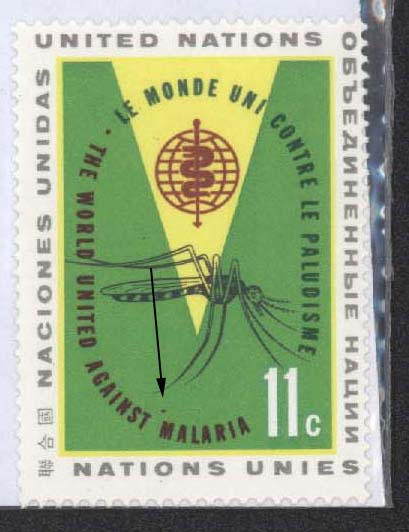 UNITED NATIONS
ОБЪЕДИНЕННЫЕ НАЦИИ
NATIONS UNIES
聯合國 NACIONES UNIDAS
LE MONDE UNI CONTRE LE PALUDISME
• THE WORLD UNITED AGAINST MALARIA
11c